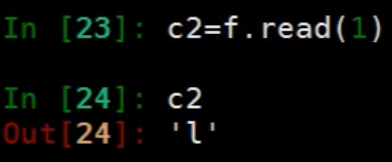 In [23]: c2=f.read(1)
In [24]: c2
Out[24]: 'l'